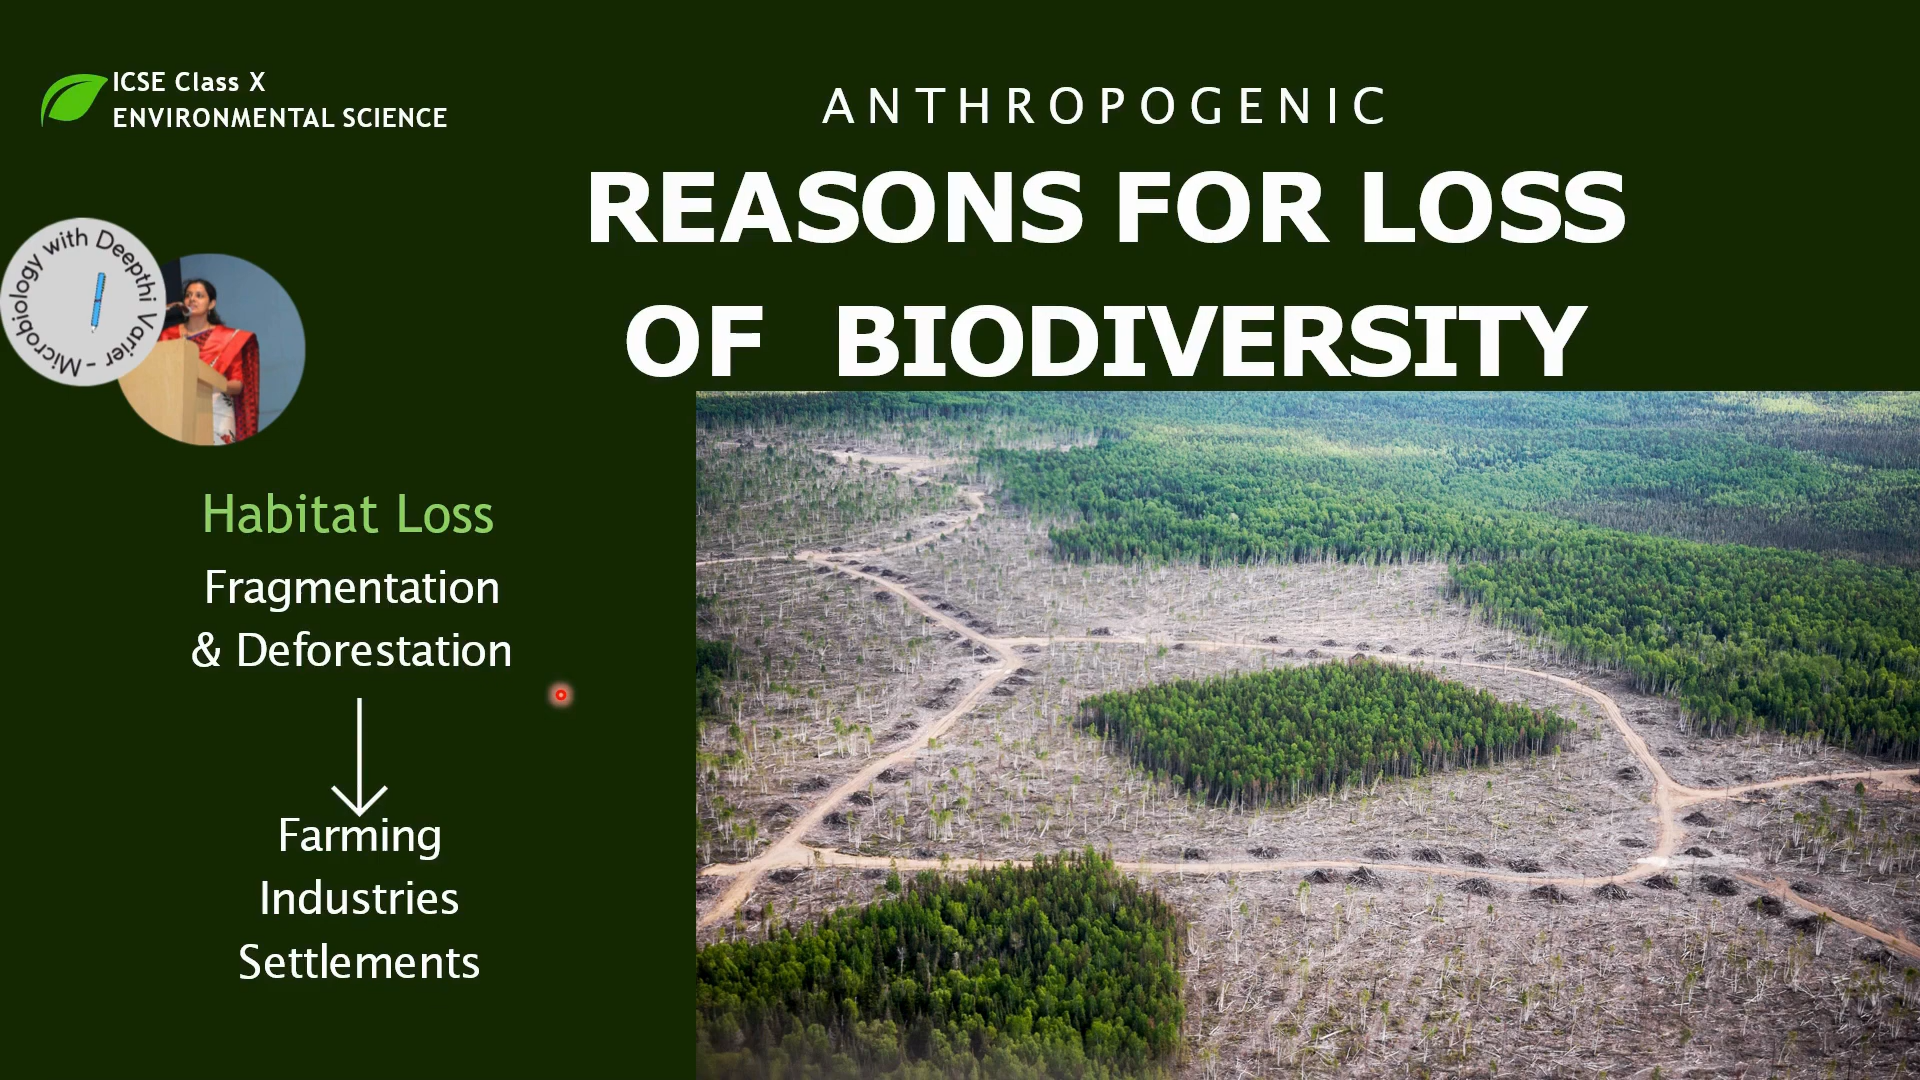 ICSE Class X
ENVIRONMENTAL SCIENCE
ANTHROPOGENIC
REASONS FOR LOSS
OF BIODIVERSITY
Microbiology with Deepthi Varier -
Habitat Loss
Fragmentation
& Deforestation
Farming
Industries
Settlements